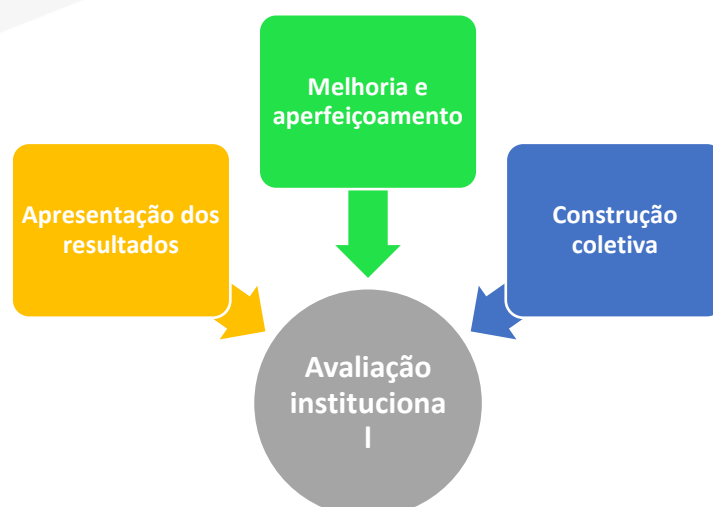 Melhoria e
aperfeiçoamento
Apresentação dos
resultados
Construção
coletiva
Avaliação
instituciona
l